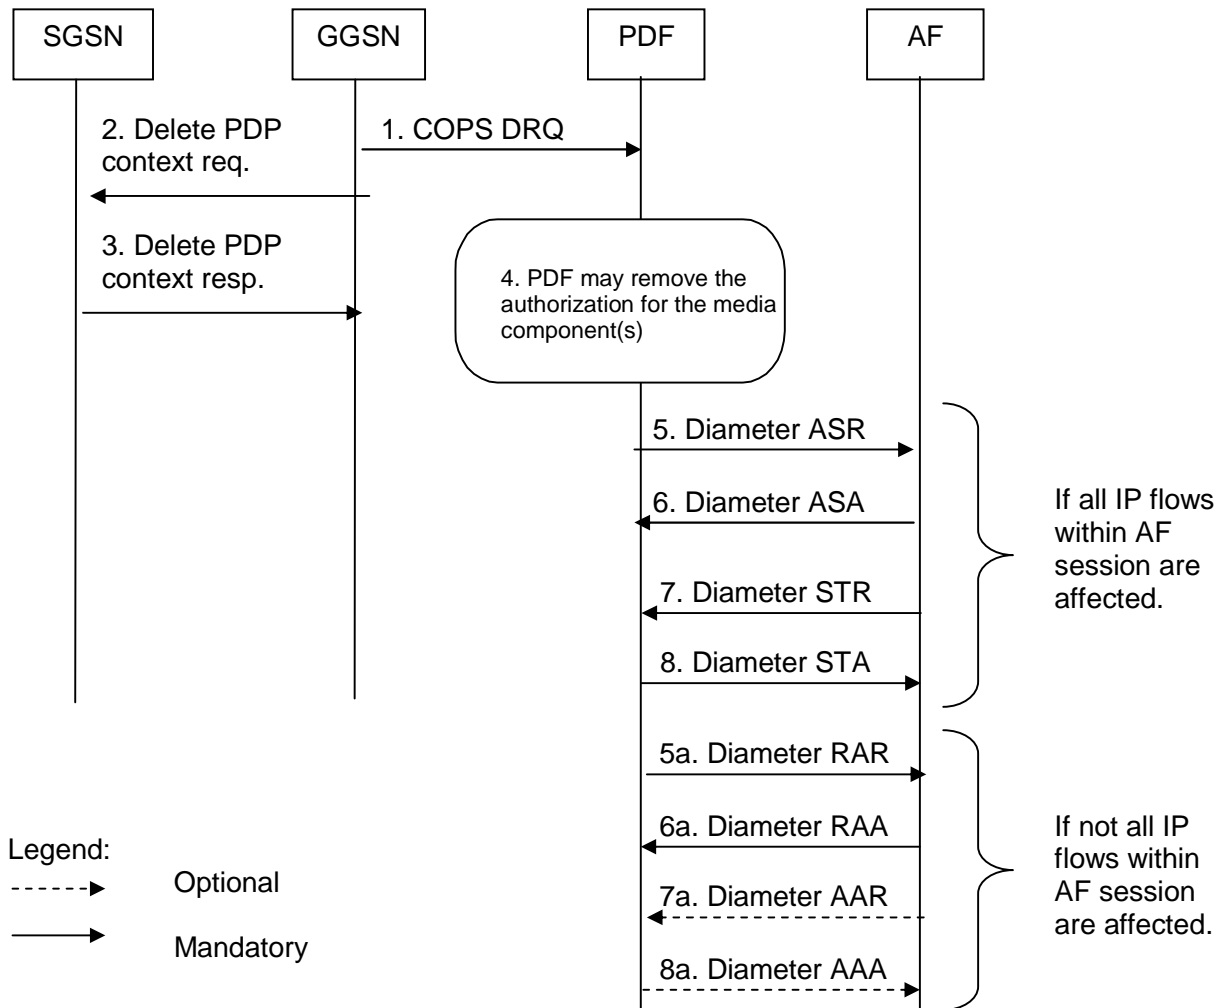 SGSN
GGSN
PDF
AF
2. Delete PDP
context req.
1. COPS DRQ
3. Delete PDP
context resp.
4. PDF may remove the
authorization for the media
component(s)
5. Diameter ASR
6. Diameter ASA
7. Diameter STR
8. Diameter STA
If all IP flows
within AF
session are
affected.
5a. Diameter RAR
6a. Diameter RAA
7a. Diameter AAR
8a. Diameter AAA
If not all IP
flows within
AF session
are affected.
Legend:
Optional
Mandatory